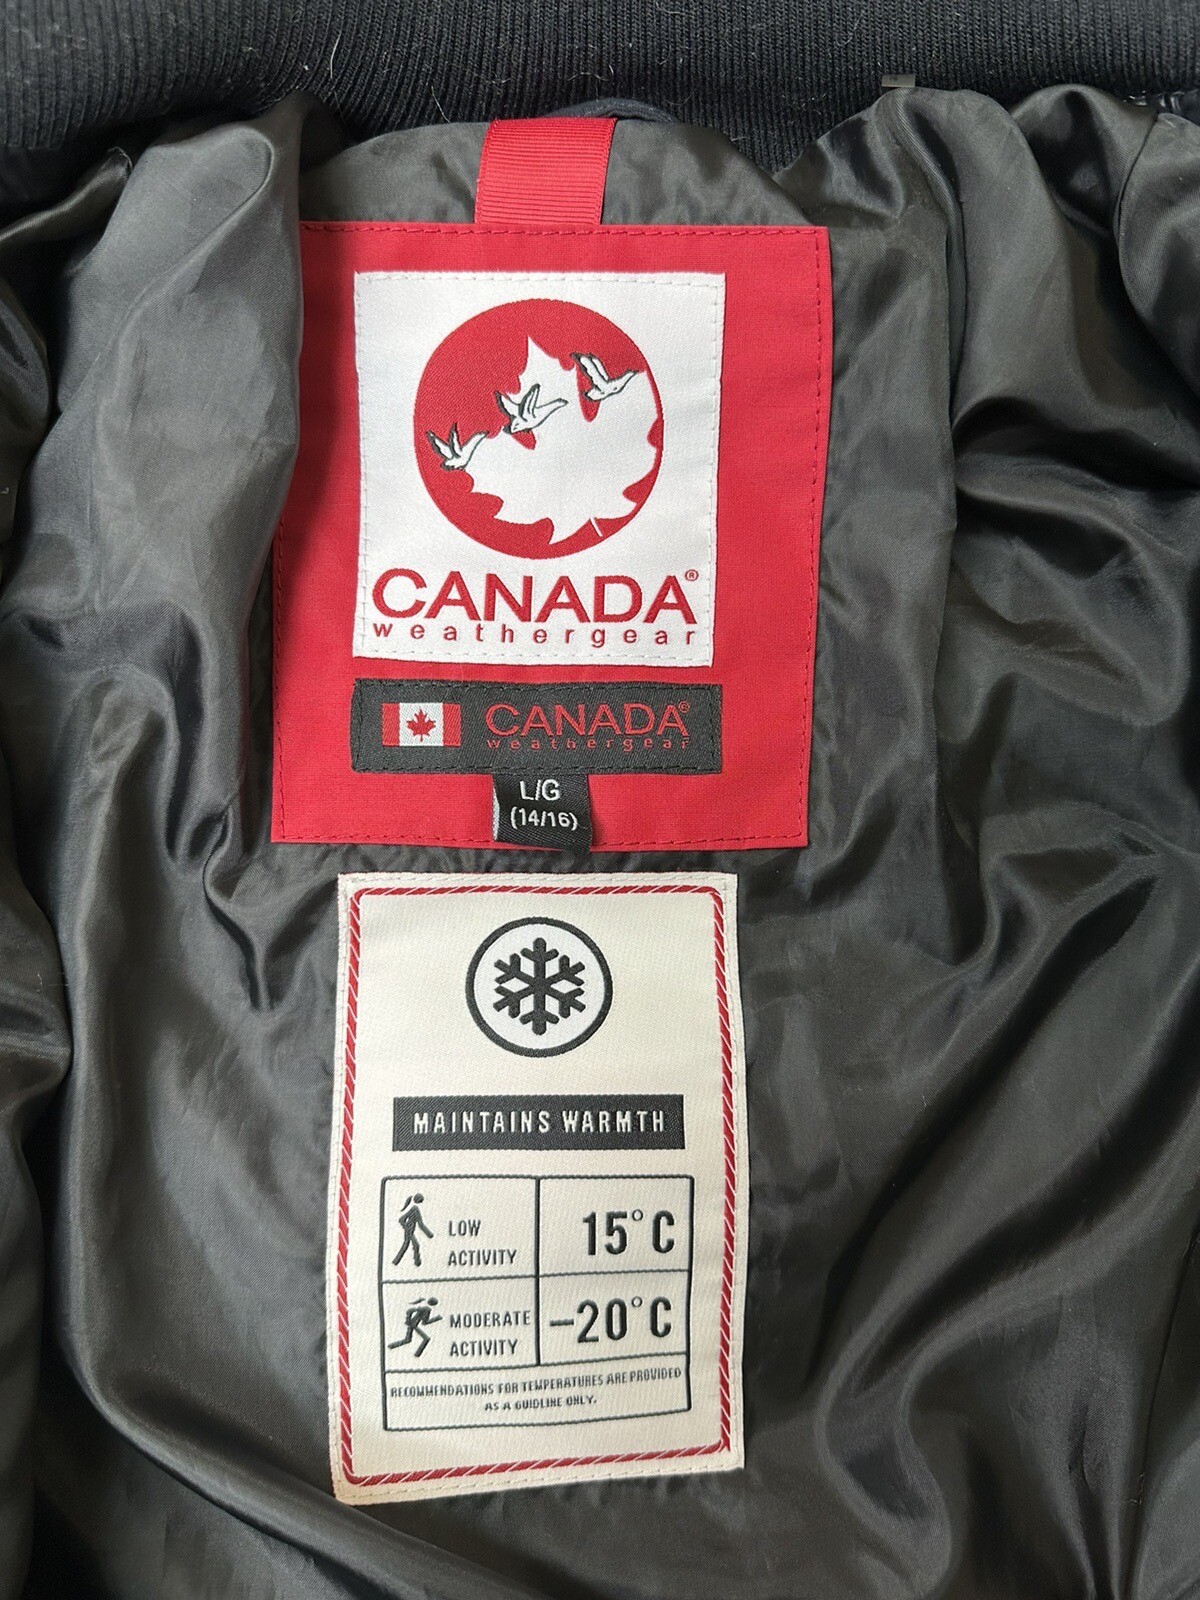 CANADA®
weathergear
CANADA®
weathergear
L/G
(14/16)
MAINTAINS WARMTH
LOW
ACTIVITY
15°C
MODERATE
ACTIVITY
-20°C
RECOMMENDATIONS FOR TEMPERATURES ARE PROVIDED
AS A GUIDLINE ONLY.